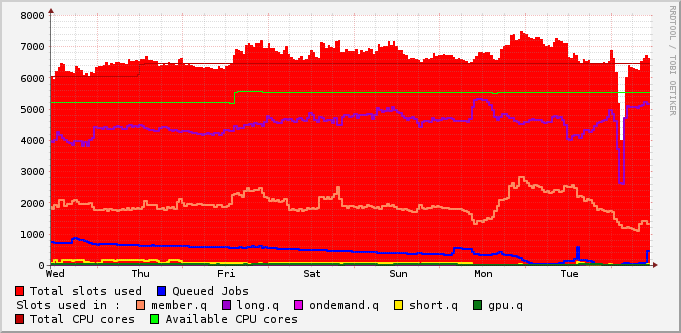 8000
7000
6000
5000
4000
3000
2000
1000
0
Wed Thu Fri Sat Sun Mon Tue
RRDTOOL / TOBI OETIKER
Total slots used Queued Jobs
Slots used in : member.q long.q ondemand.q short.q gpu.q
Total CPU cores Available CPU cores